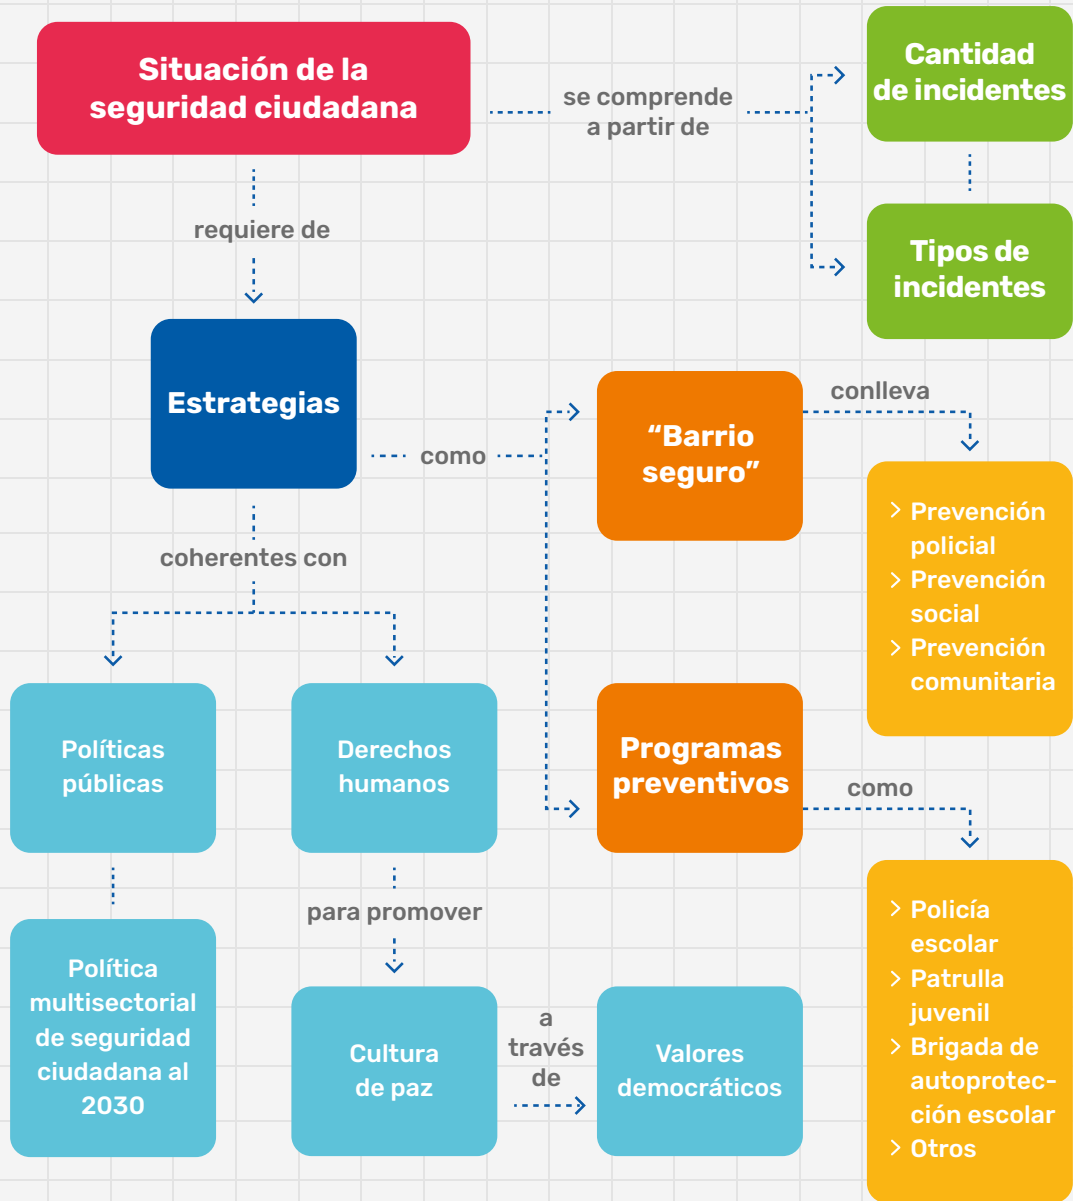 Situación de la
seguridad ciudadana
se comprende
a partir de
Cantidad
de incidentes
Tipos de
incidentes
requiere de
Estrategias
como
“Barrio
seguro”
conlleva
> Prevención
policial
> Prevención
social
> Prevención
comunitaria
coherentes con
Políticas
públicas
Derechos
humanos
Programas
preventivos
como
> Policía
escolar
> Patrulla
juvenil
> Brigada de
autoprotec-
ción escolar
> Otros
para promover
Política
multisectorial
de seguridad
ciudadana al
2030
Cultura
de paz
a
través
de
Valores
democráticos